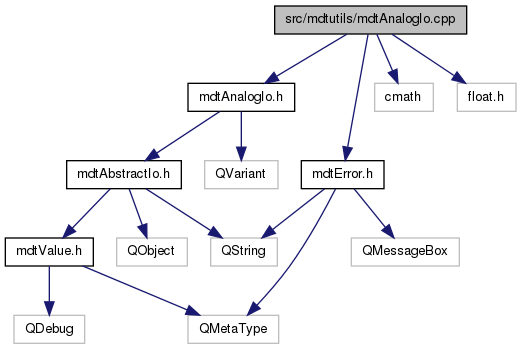 src/mdtutils/mdtAnalogIo.cpp
mdtAnalogIo.h
cmath
float.h
mdtAbstractIo.h
QVariant
mdtError.h
mdtValue.h
QObject
QString
QMessageBox
QDebug
QMetaType